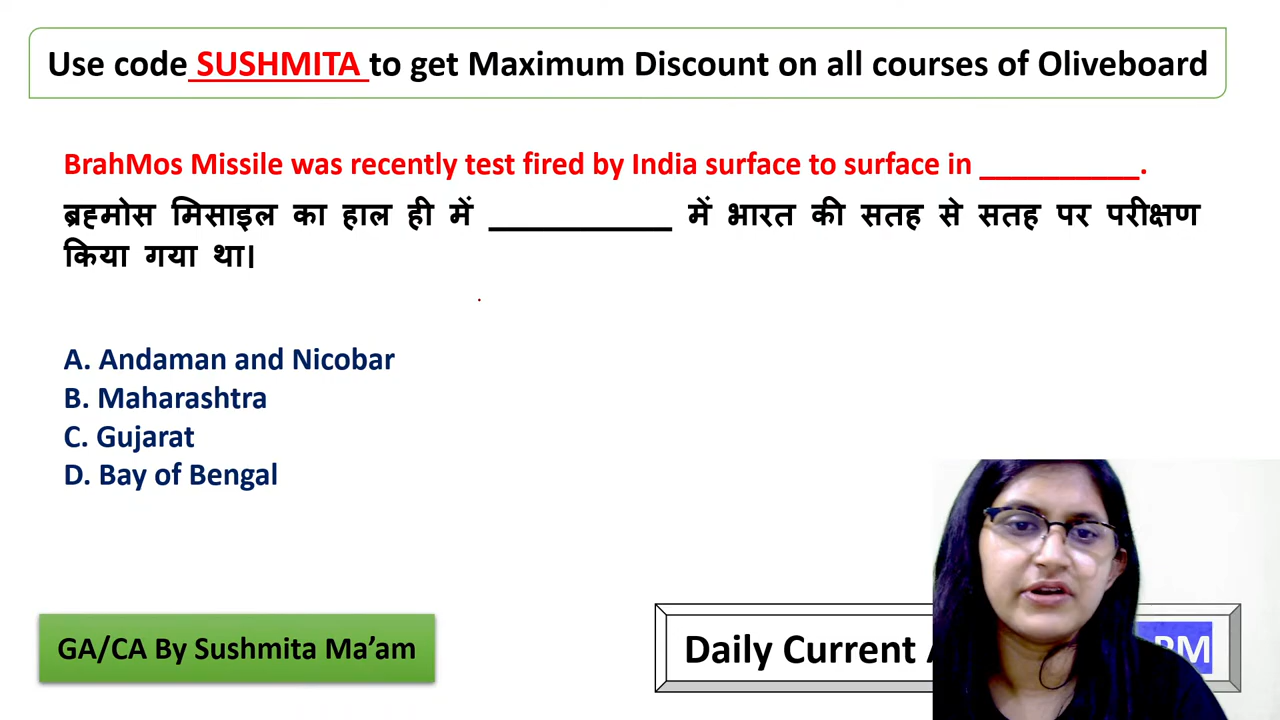 Use code SUSHMITA to get Maximum Discount on all courses of Oliveboard
BrahMos Missile was recently test fired by India surface to surface in ___________.
ब्रह्मोस मिसाइल का हाल ही में ____________ में भारत की सतह से सतह पर परीक्षण
किया गया था।
A. Andaman and Nicobar
B. Maharashtra
C. Gujarat
D. Bay of Bengal
GA/CA By Sushmita Ma’am
Daily Current PM